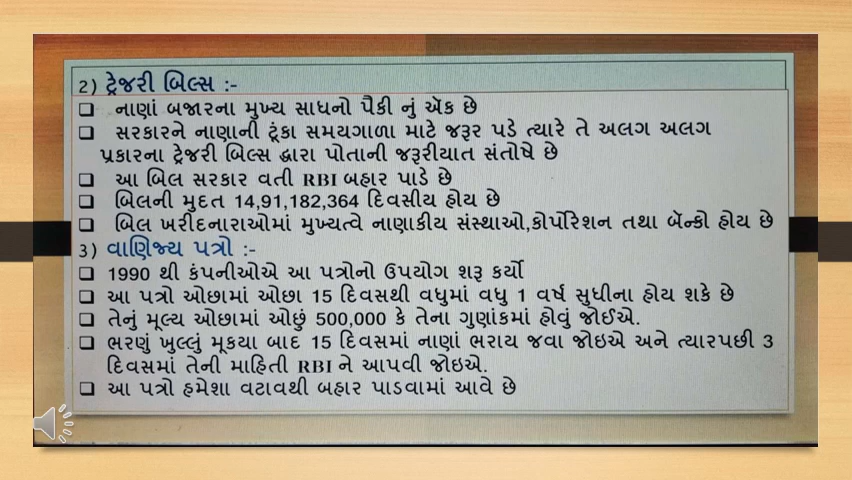 2) ટ્રેજરી બિલ્સ :-
❑ નાણાં બજારના મુખ્ય સાધનો પૈકી નું એક છે
❑ સરકારને નાણાની ટૂંકા સમયગાળા માટે જરૂર પડે ત્યારે તે અલગ અલગ
પ્રકારના ટ્રેજરી બિલ્સ દ્વારા પોતાની જરૂરીયાત સંતોષે છે
❑ આ બિલ સરકાર વતી RBI બહાર પાડે છે
❑ બિલની મુદત 14,91,182,364 દિવસીય હોય છે
❑ બિલ ખરીદનારાઓમાં મુખ્યત્વે નાણાકીય સંસ્થાઓ,કોર્પોરેશન તથા બૅન્કો હોય છે
3) વાણિજ્ય પત્રો :-
❑ 1990 થી કંપનીઓએ આ પત્રોનો ઉપયોગ શરૂ કર્યો
❑ આ પત્રો ઓછામાં ઓછા 15 દિવસથી વધુમાં વધુ 1 વર્ષ સુધીના હોય શકે છે
❑ તેનું મૂલ્ય ઓછામાં ઓછું 500,000 કે તેના ગુણાંકમાં હોવું જોઈએ.
❑ ભરણું ખુલ્લું મૂકયા બાદ 15 દિવસમાં નાણાં ભરાય જવા જોઇએ અને ત્યારપછી 3
દિવસમાં તેની માહિતી RBI ને આપવી જોઇએ.
❑ આ પત્રો હમેશા વટાવથી બહાર પાડવામાં આવે છે